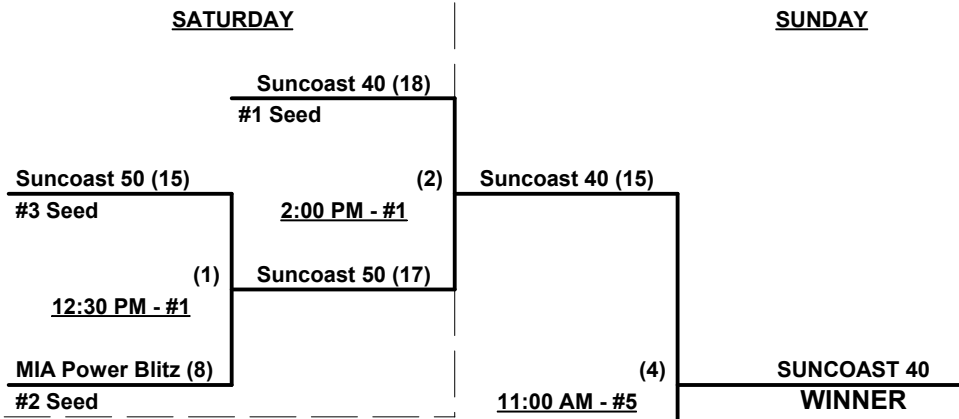 SATURDAY SUNDAY
Suncoast 40 (18)
#1 Seed
Suncoast 50 (15) (2) Suncoast 40 (15)
#3 Seed 2:00 PM - #1
(1) Suncoast 50 (17)
12:30 PM - #1
MIA Power Blitz (8) (4) SUNCOAST 40
#2 Seed 11:00 AM - #5 WINNER